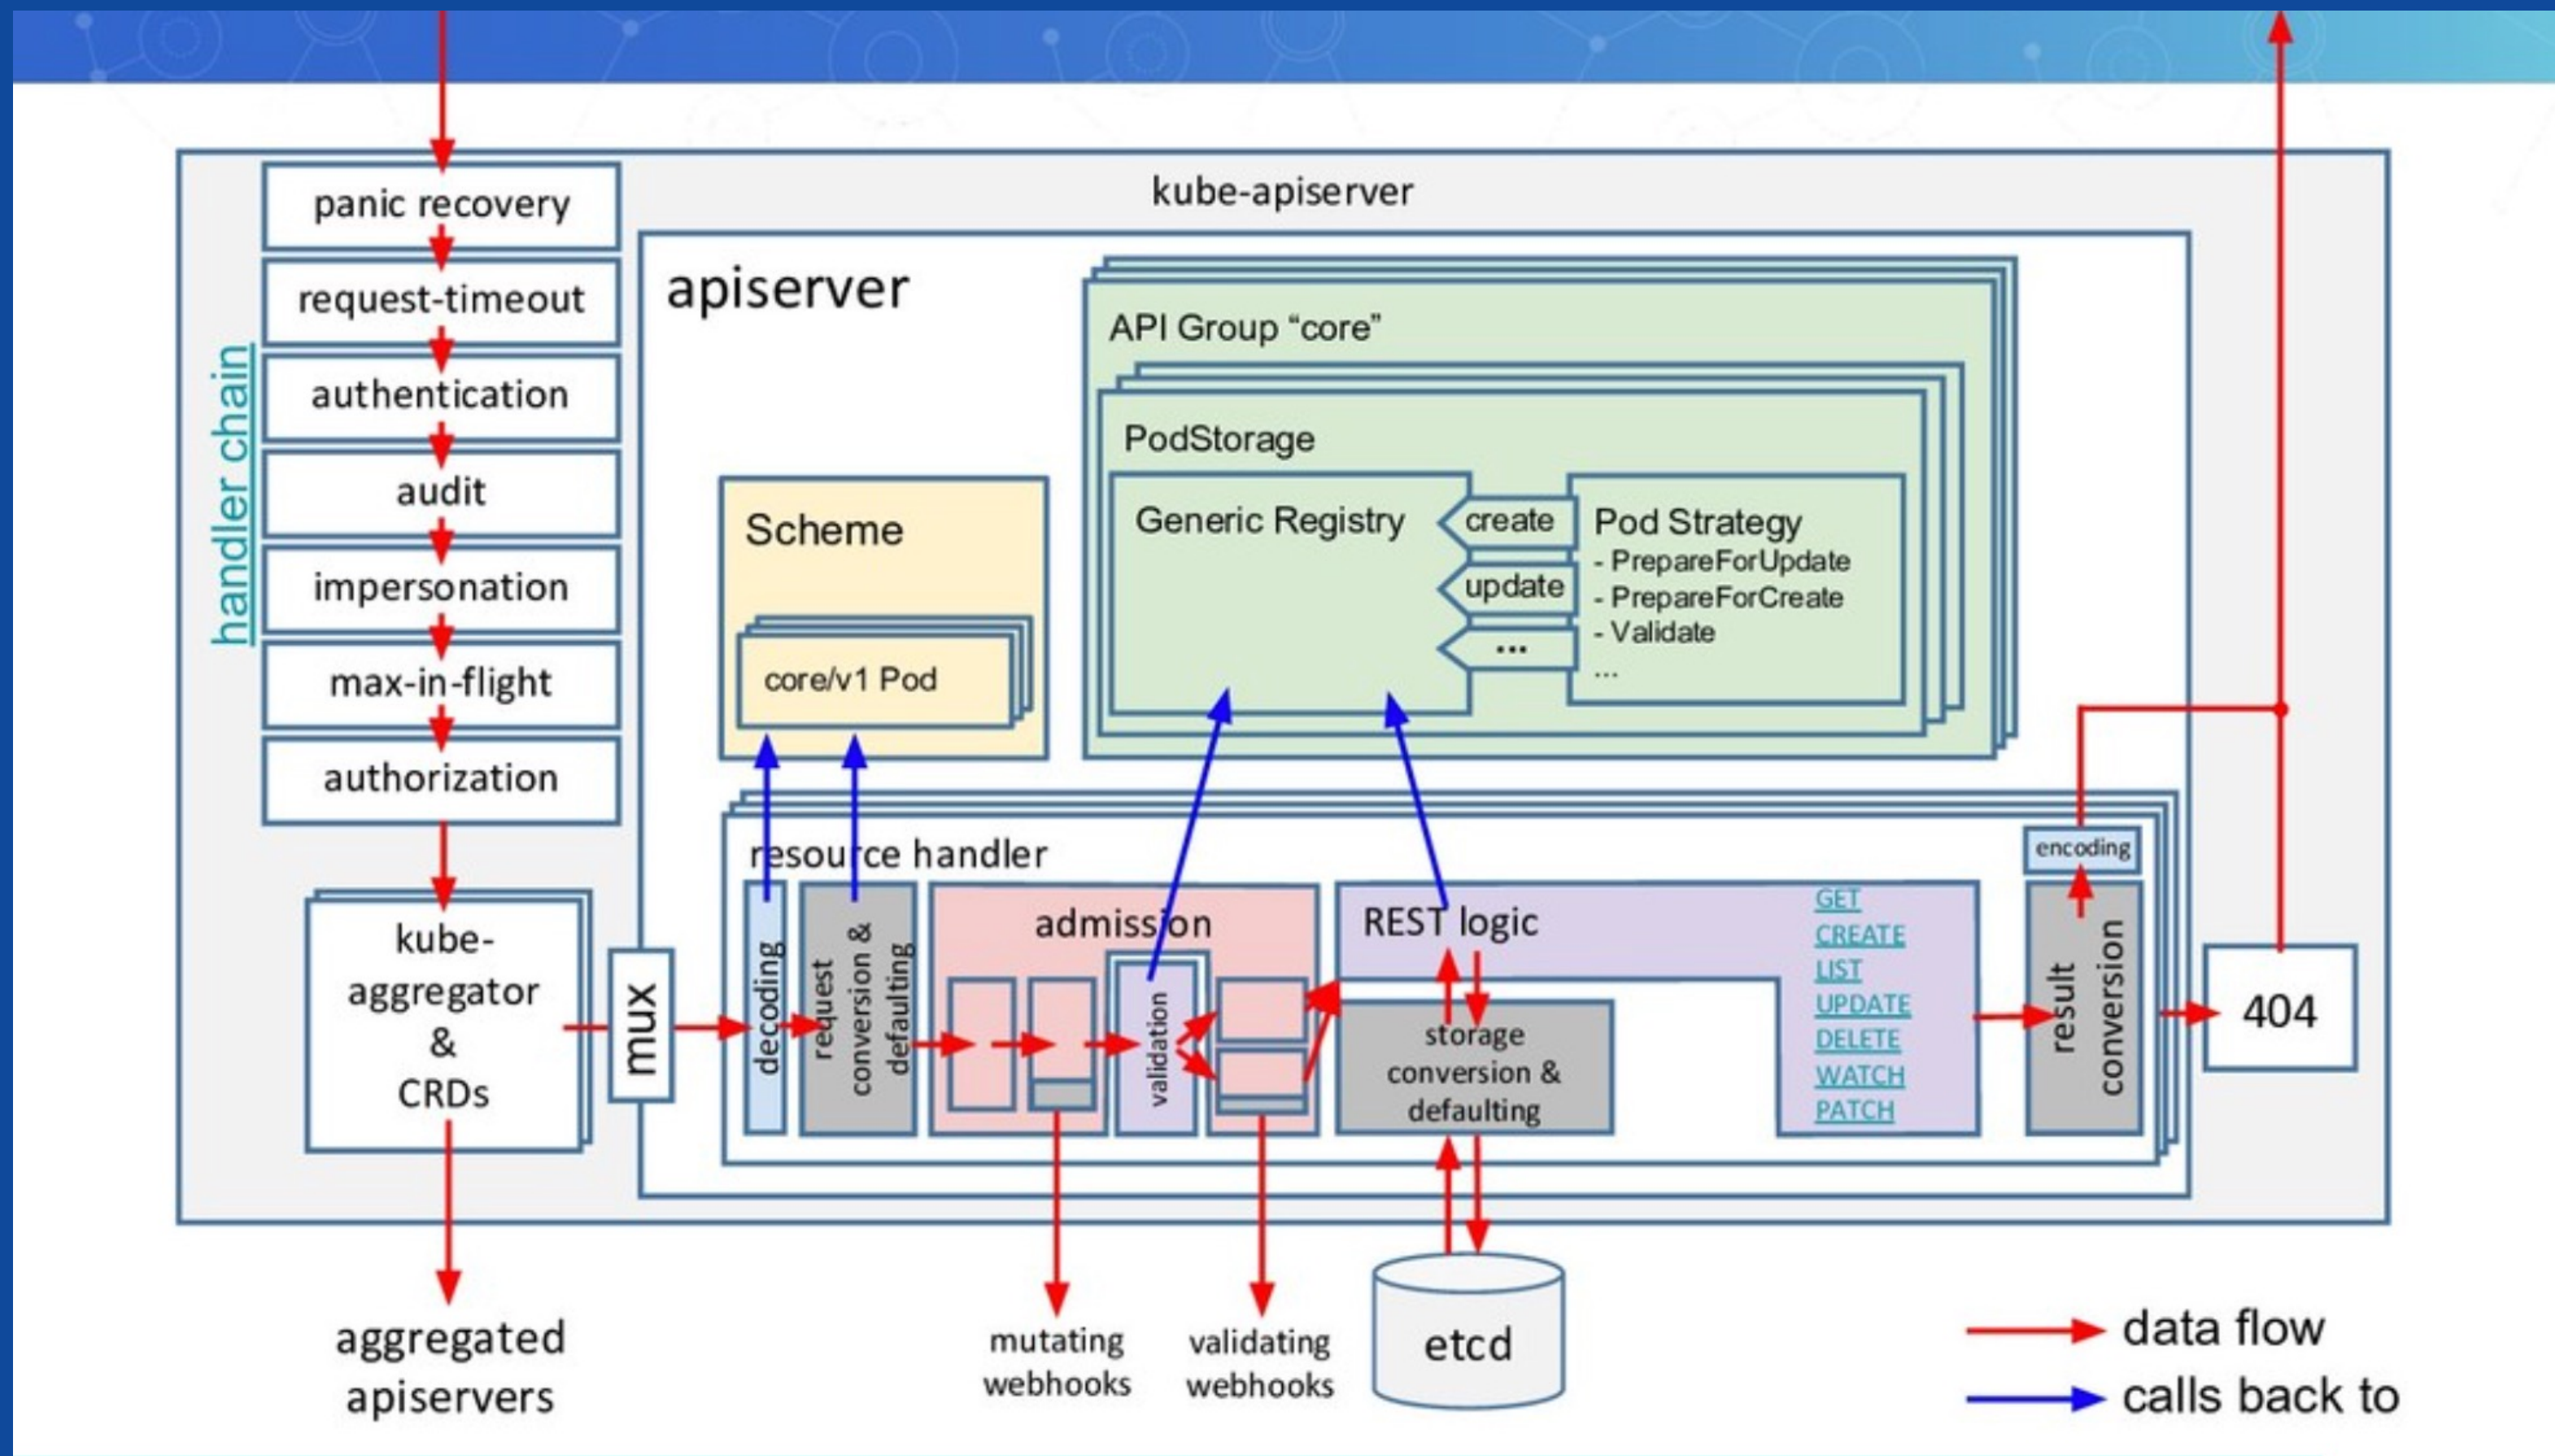 kube-apiserver
handler chain
panic recovery
request-timeout
authentication
audit
impersonation
max-in-flight
authorization
kube-
aggregator
&
CRDs
aggregated
apiservers
mux
apiserver
Scheme
core/v1 Pod
API Group “core”
PodStorage
Generic Registry
create
update
...
Pod Strategy
- PrepareForUpdate
- PrepareForCreate
- Validate
...
resource handler
decoding
request
conversion &
defaulting
admission
validation
mutating
webhooks
validating
webhooks
REST logic
storage
conversion &
defaulting
etcd
GET
CREATE
LIST
UPDATE
DELETE
WATCH
PATCH
encoding
result
conversion
404
data flow
calls back to